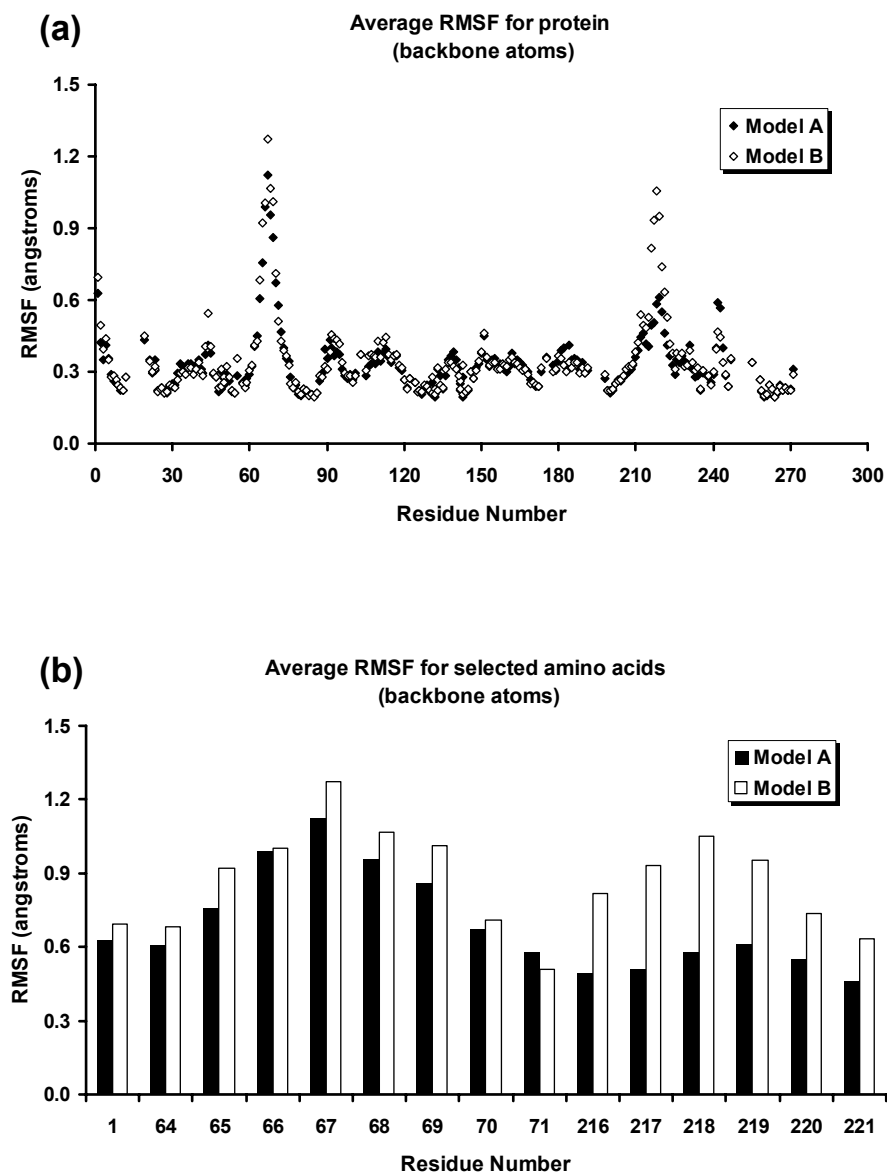 (a)
Average RMSF for protein
(backbone atoms)
1.5
1.2
0.9
0.6
0.3
0.0
RMSF (angstroms)
Model A
Model B
0 30 60 90 120 150 180 210 240 270 300
Residue Number
(b)
Average RMSF for selected amino acids
(backbone atoms)
1.5
1.2
0.9
0.6
0.3
0.0
RMSF (angstroms)
Model A
Model B
1 64 65 66 67 68 69 70 71 216 217 218 219 220 221
Residue Number